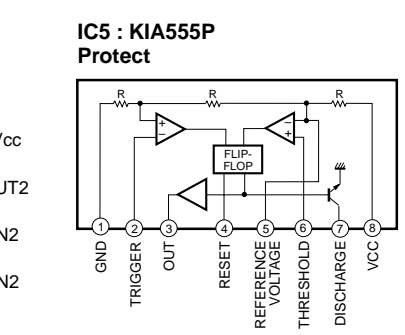 IC5 : KIA555P
Protect
R
R
R
+
−
−
+
FLIP-
FLOP
1
2
3
4
5
6
7
8
GND
TRIGGER
OUT
RESET
REFERENCE
VOLTAGE
THRESHOLD
DISCHARGE
VCC